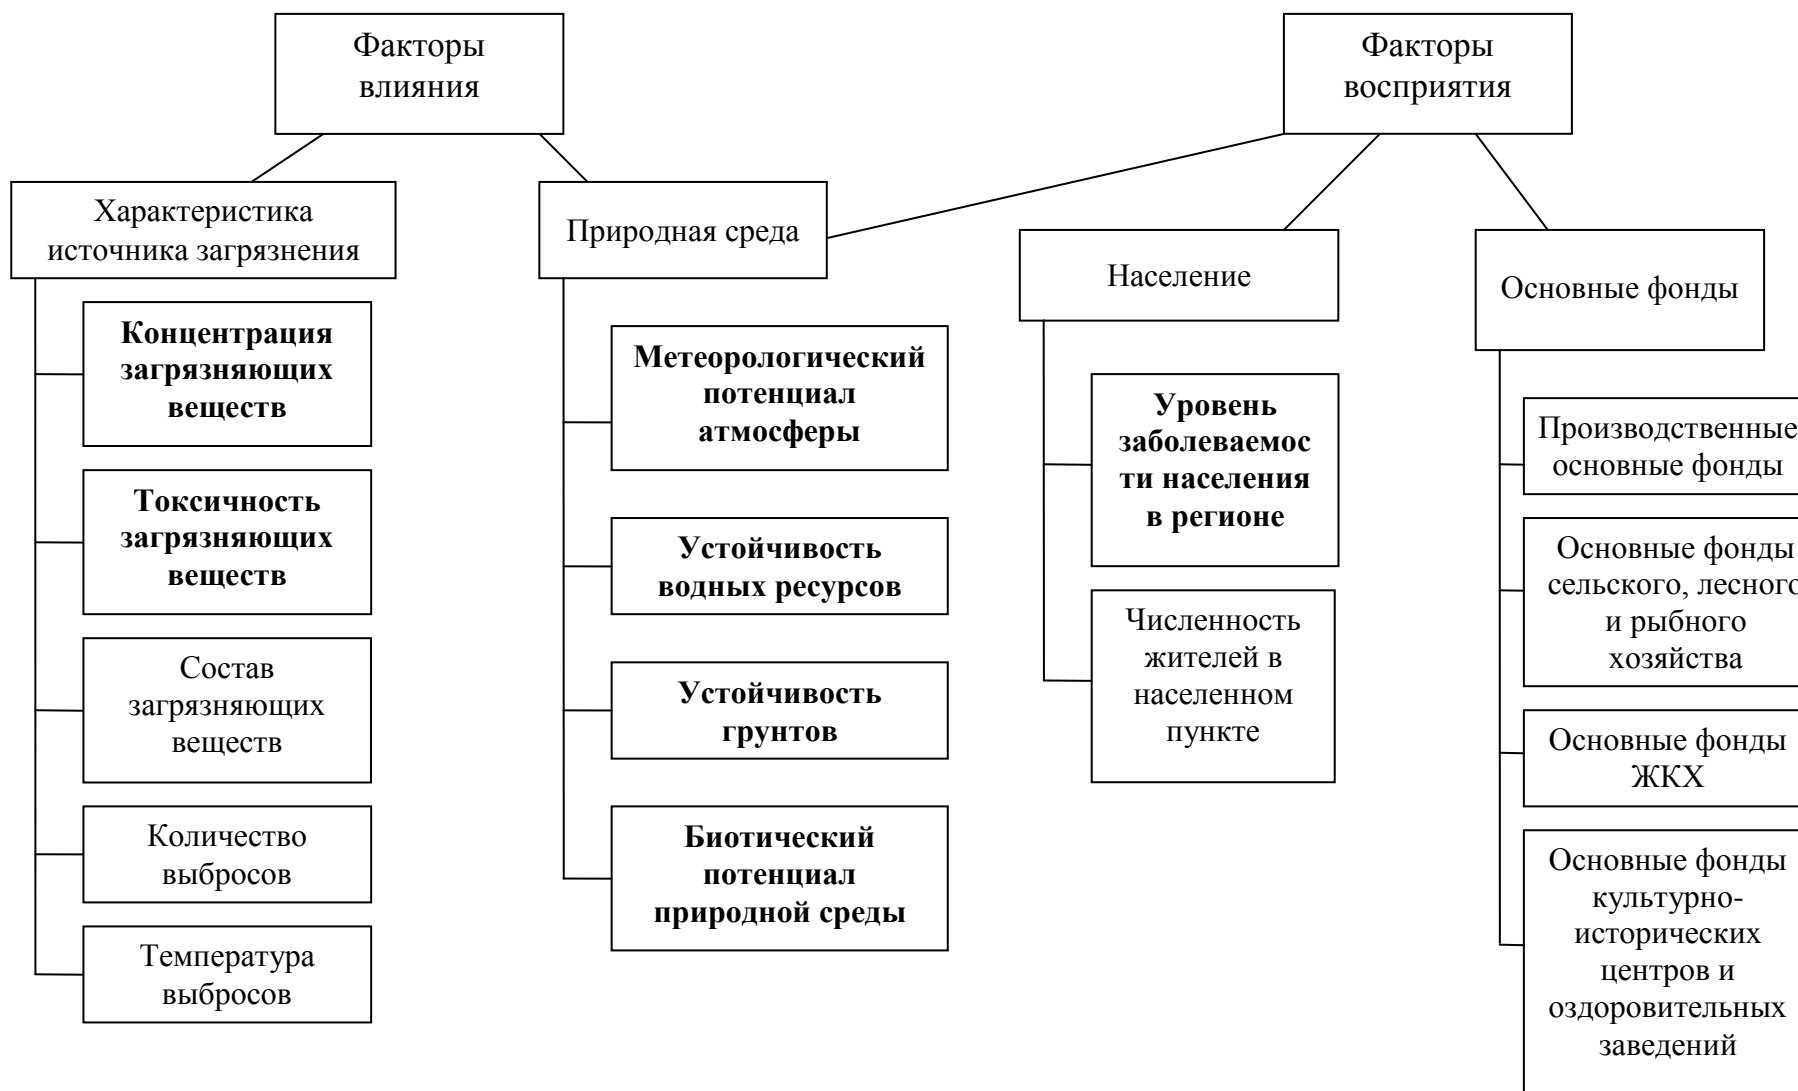 Факторы
влияния
Факторы
восприятия
Характеристика
источника загрязнения
Природная среда
Население
Основные фонды
Концентрация
загрязняющих
веществ
Токсичность
загрязняющих
веществ
Состав
загрязняющих
веществ
Количество
выбросов
Температура
выбросов
Метеорологический
потенциал
атмосферы
Устойчивость
водных ресурсов
Устойчивость
грунтов
Биотический
потенциал
природной среды
Уровень
заболеваемос
ти населения
в регионе
Численность
жителей в
населенном
пункте
Производственные
основные фонды
Основные фонды
сельского, лесного
и рыбного
хозяйства
Основные фонды
ЖКХ
Основные фонды
культурно-
исторических
центров и
оздоровительных
заведений